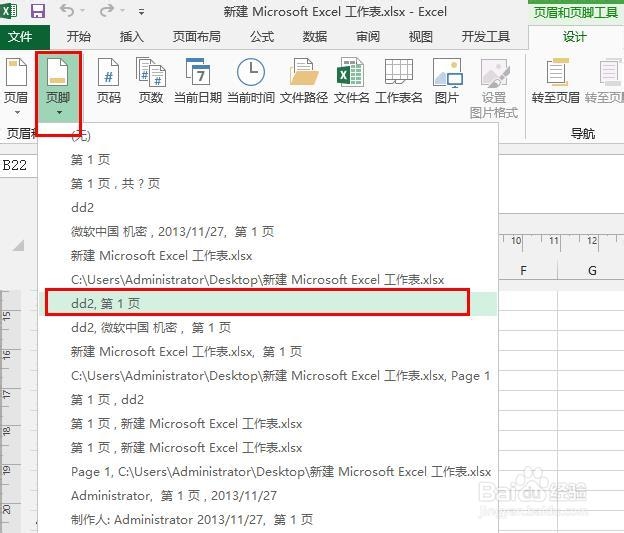 新建 Microsoft Excel 工作表.xlsx - Excel
页眉和页脚工具
文件 开始 插入 页面布局 公式 数据 审阅 视图 开发工具 设计
页眉 页脚 页码 页数 当前日期 当前时间 文件路径 文件名 工作表名 图片 设置图片格式 转至页眉 转至页
页眉和 导航
B22
(无)
第 1 页
第 1 页 , 共 ? 页
dd2
微软中国 机密 , 2013/11/27, 第 1 页
新建 Microsoft Excel 工作表.xlsx
C:\Users\Administrator\Desktop\新建 Microsoft Excel 工作表.xlsx
dd2, 第 1 页
dd2, 微软中国 机密 , 第 1 页
新建 Microsoft Excel 工作表.xlsx, 第 1 页
C:\Users\Administrator\Desktop\新建 Microsoft Excel 工作表.xlsx, Page 1
第 1 页 , dd2
第 1 页 , 新建 Microsoft Excel 工作表.xlsx
第 1 页 , 新建 Microsoft Excel 工作表.xlsx
Page 1, C:\Users\Administrator\Desktop\新建 Microsoft Excel 工作表.xlsx
Administrator, 第 1 页 , 2013/11/27
制作人: Administrator 2013/11/27, 第 1 页
10 11 12
F G
15
16
17
18
19
20
Baidu 经验
jingyan.baidu.com